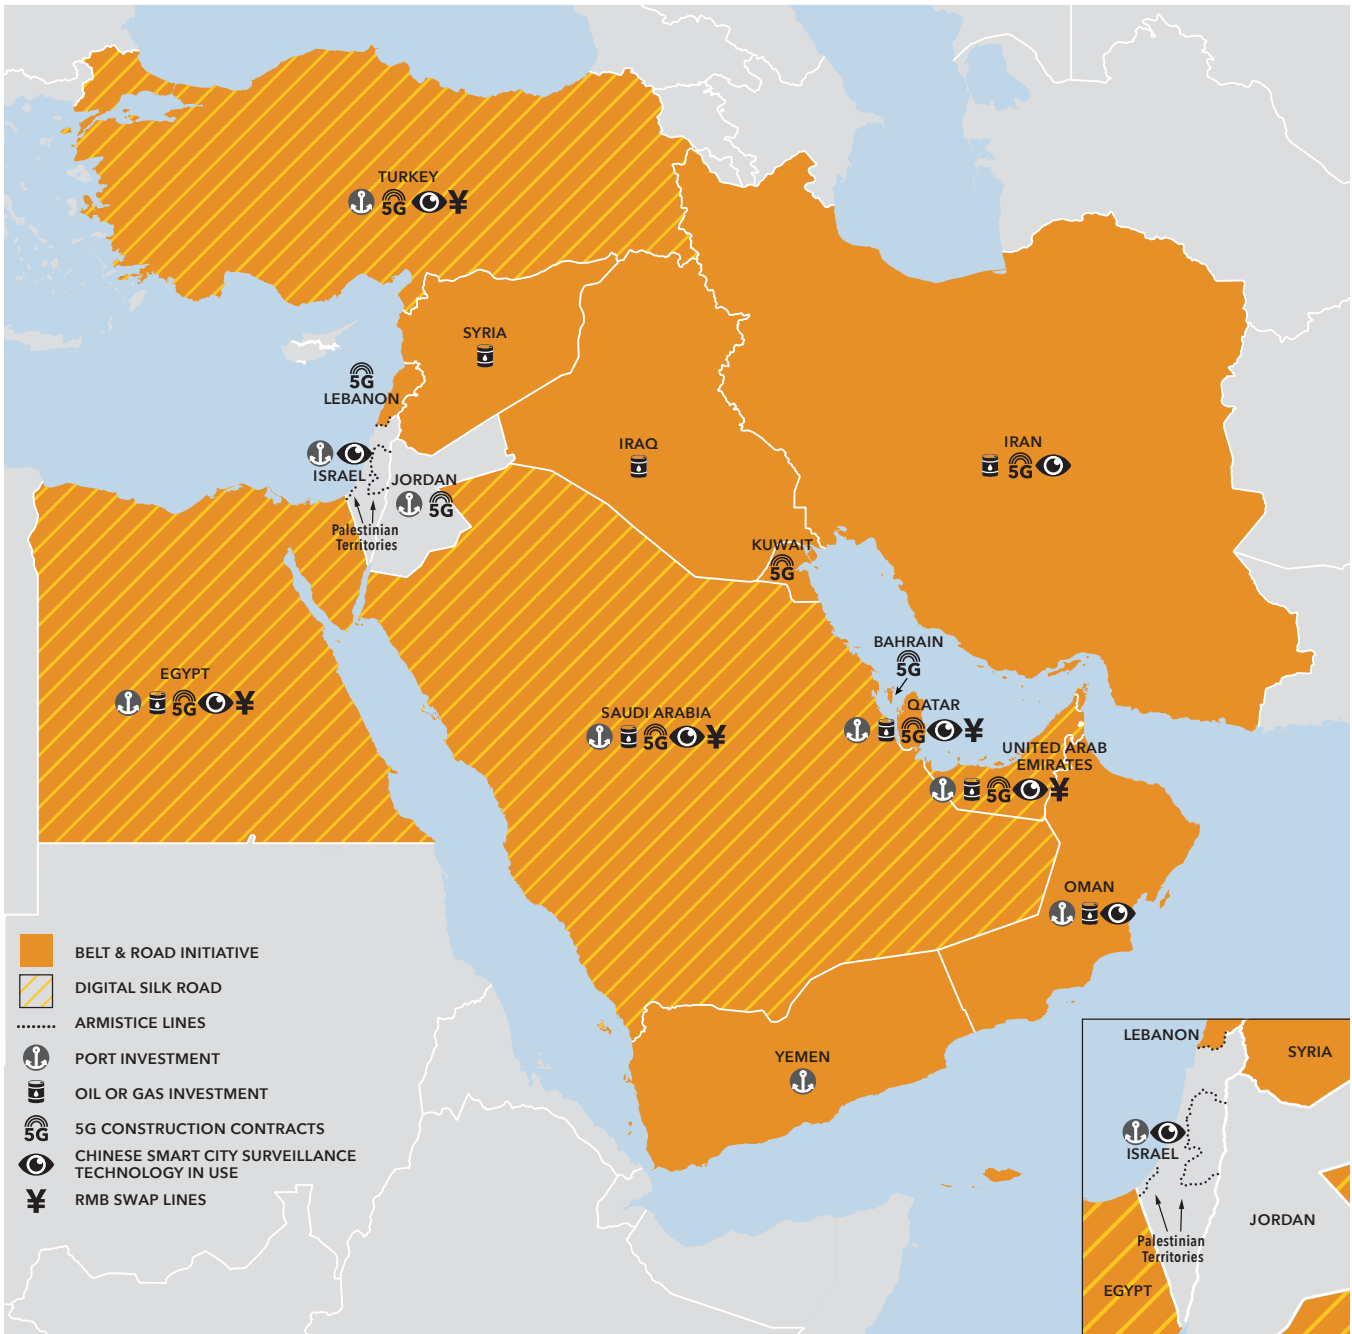 TURKEY
5G ¥
SYRIA
5G
LEBANON
IRAQ
IRAN
5G
ISRAEL
JORDAN
5G
Palestinian
Territories
KUWAIT
5G
BAHRAIN
5G
EGYPT
5G ¥
SAUDI ARABIA
5G ¥
QATAR
5G ¥
UNITED ARAB
EMIRATES
5G ¥
OMAN
YEMEN
BELT & ROAD INITIATIVE
DIGITAL SILK ROAD
ARMISTICE LINES
PORT INVESTMENT
OIL OR GAS INVESTMENT
5G 5G CONSTRUCTION CONTRACTS
CHINESE SMART CITY SURVEILLANCE
TECHNOLOGY IN USE
¥ RMB SWAP LINES
LEBANON
SYRIA
ISRAEL
JORDAN
Palestinian
Territories
EGYPT